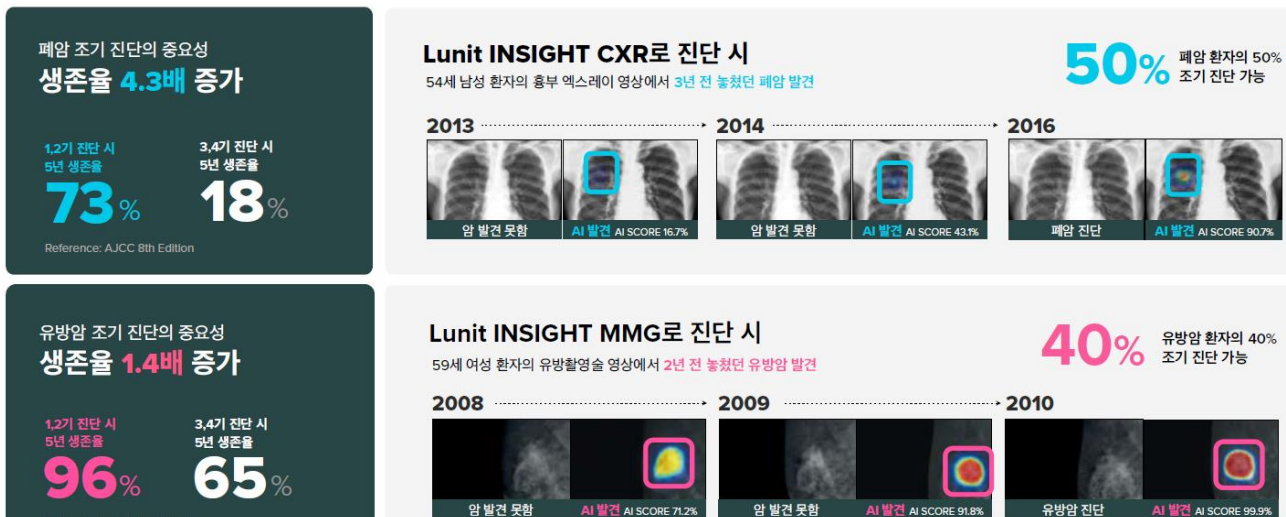 폐암 조기 진단의 중요성
생존율 4.3배 증가
1,2기 진단 시
5년 생존율
73%
3,4기 진단 시
5년 생존율
18%
Reference: AJCC 8th Edition
Lunit INSIGHT CXR로 진단 시
54세 남성 환자의 흉부 엑스레이 영상에서 3년 전 놓쳤던 폐암 발견
50%
폐암 환자의 50%
조기 진단 가능
2013
2014
2016
암 발견 못함
AI 발견 AI SCORE 16.7%
암 발견 못함
AI 발견 AI SCORE 43.1%
폐암 진단
AI 발견 AI SCORE 90.7%
유방암 조기 진단의 중요성
생존율 1.4배 증가
1,2기 진단 시
5년 생존율
96%
3,4기 진단 시
5년 생존율
65%
Lunit INSIGHT MMG로 진단 시
59세 여성 환자의 유방촬영술 영상에서 2년 전 놓쳤던 유방암 발견
40%
유방암 환자의 40%
조기 진단 가능
2008
2009
2010
암 발견 못함
AI 발견 AI SCORE 71.2%
암 발견 못함
AI 발견 AI SCORE 91.8%
유방암 진단
AI 발견 AI SCORE 99.9%